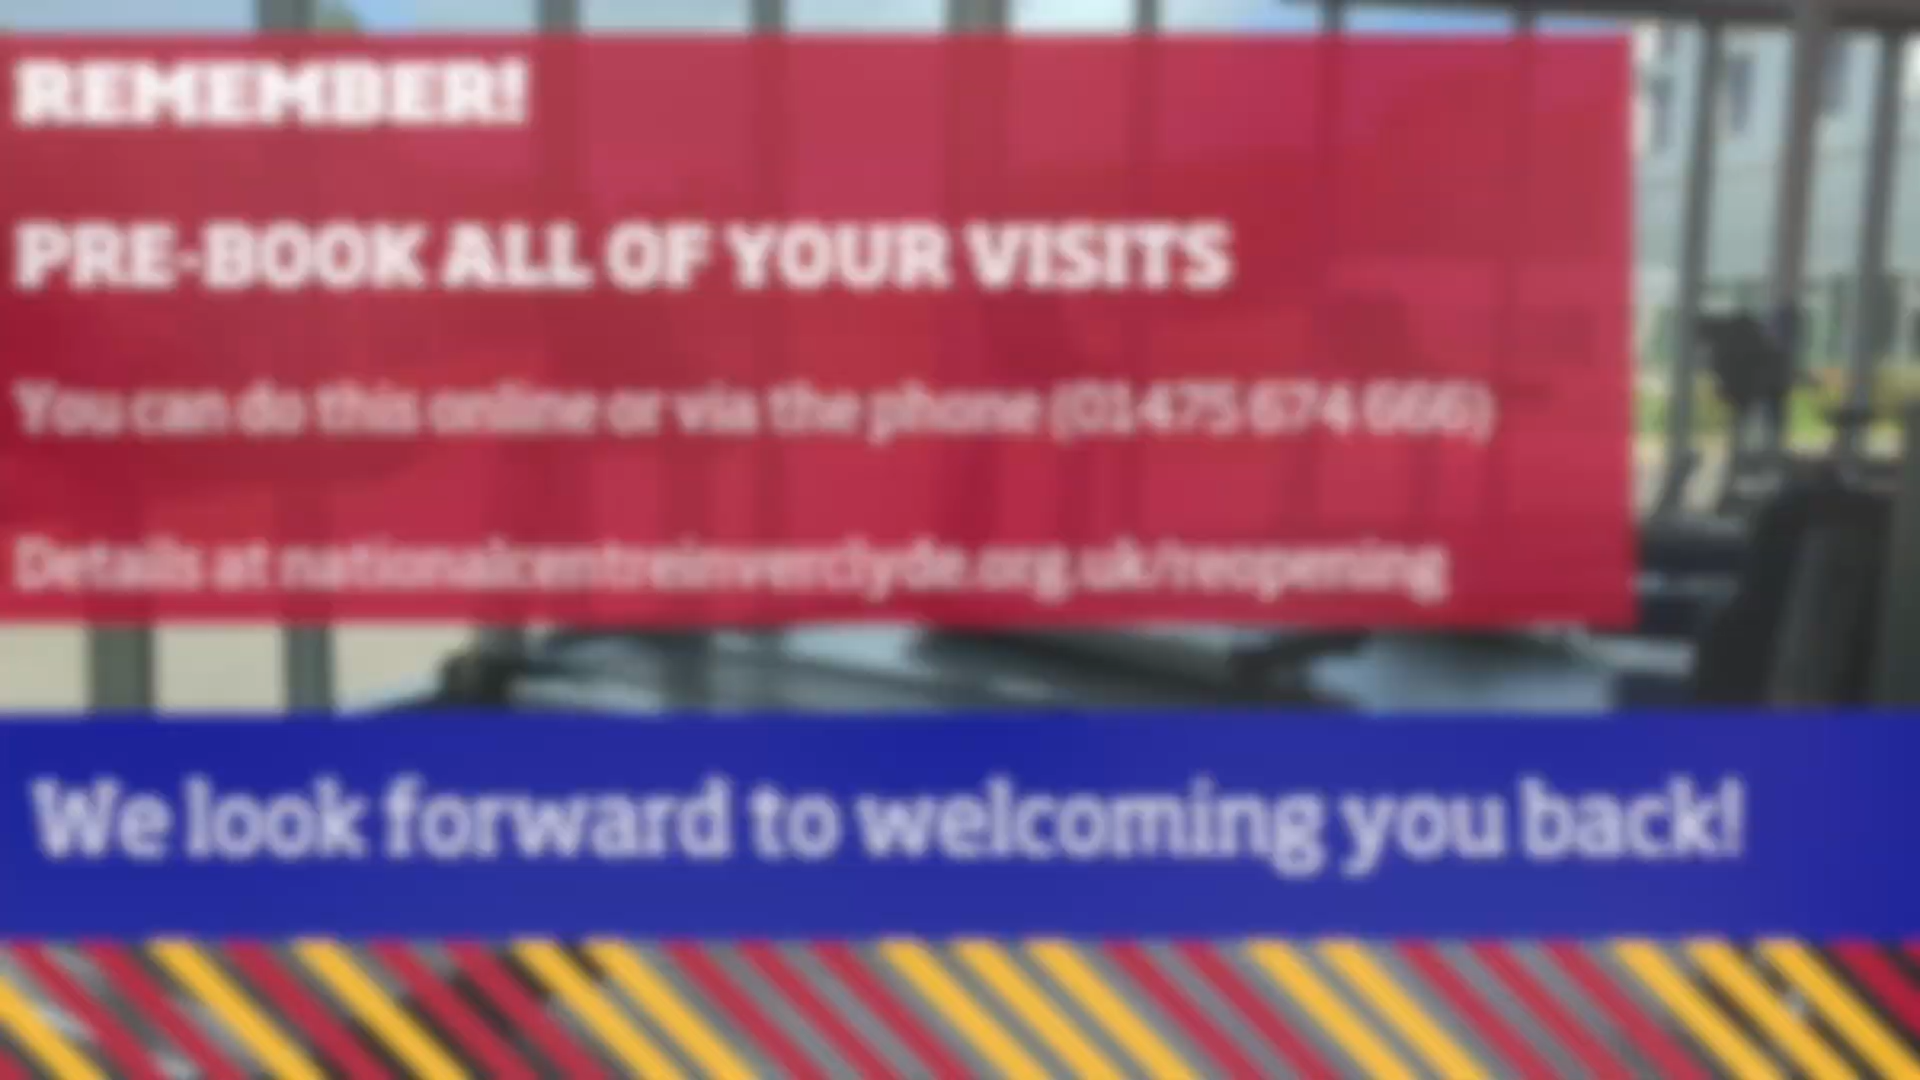 REMEMBER!
PRE-BOOK ALL OF YOUR VISITS
You can do this online or via the phone (01475 674 666)
Details at nationalcentreinverclyde.org.uk/reopening
We look forward to welcoming you back!